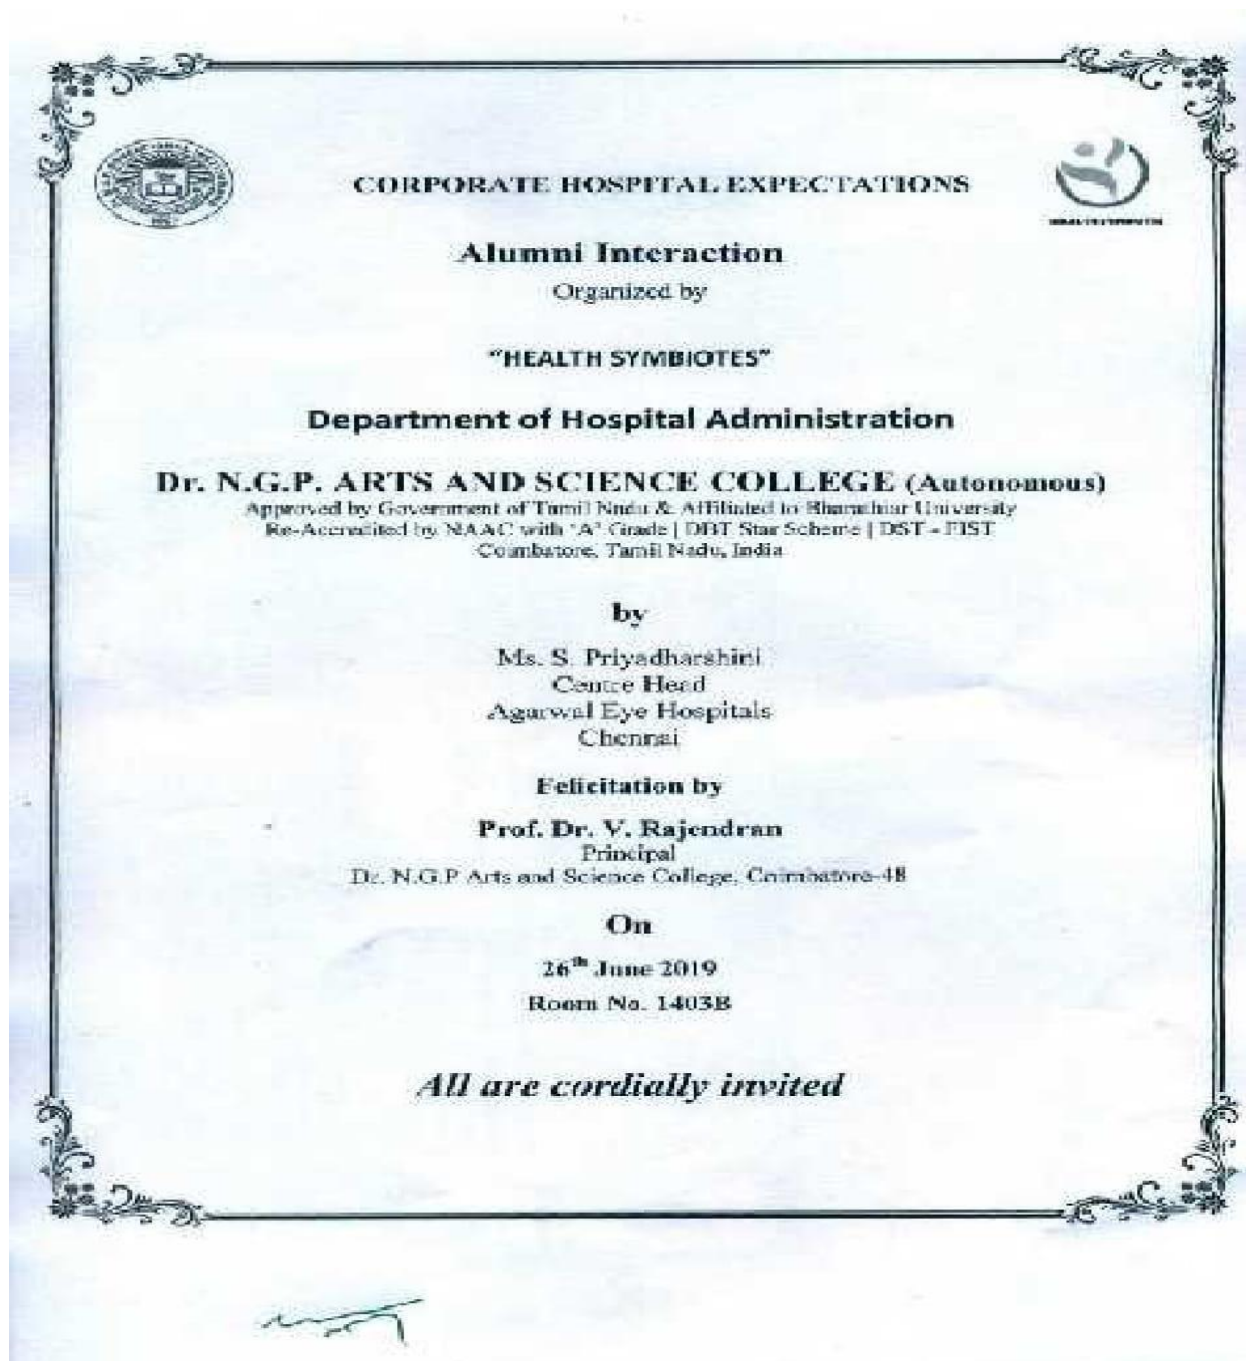 CORPORATE HOSPITAL EXPECTATIONS
Alumni Interaction
Organized by
"HEALTH SYMBIOTES"
Department of Hospital Administration
Dr. N.G.P. ARTS AND SCIENCE COLLEGE (Autonomous)
Approved by Government of Tamil Nadu & Affiliated to Bharathiar University
Re-Accredited by NAAC with 'A' Grade | DBT Star Scheme | DST - FIST
Coimbatore, Tamil Nadu, India
by
Ms. S. Priyadharshini
Centre Head
Agarwal Eye Hospitals
Chennai
Felicitation by
Prof. Dr. V. Rajendran
Principal
Dr. N.G.P Arts and Science College, Coimbatore-48
On
26th June 2019
Room No. 1403B
All are cordially invited